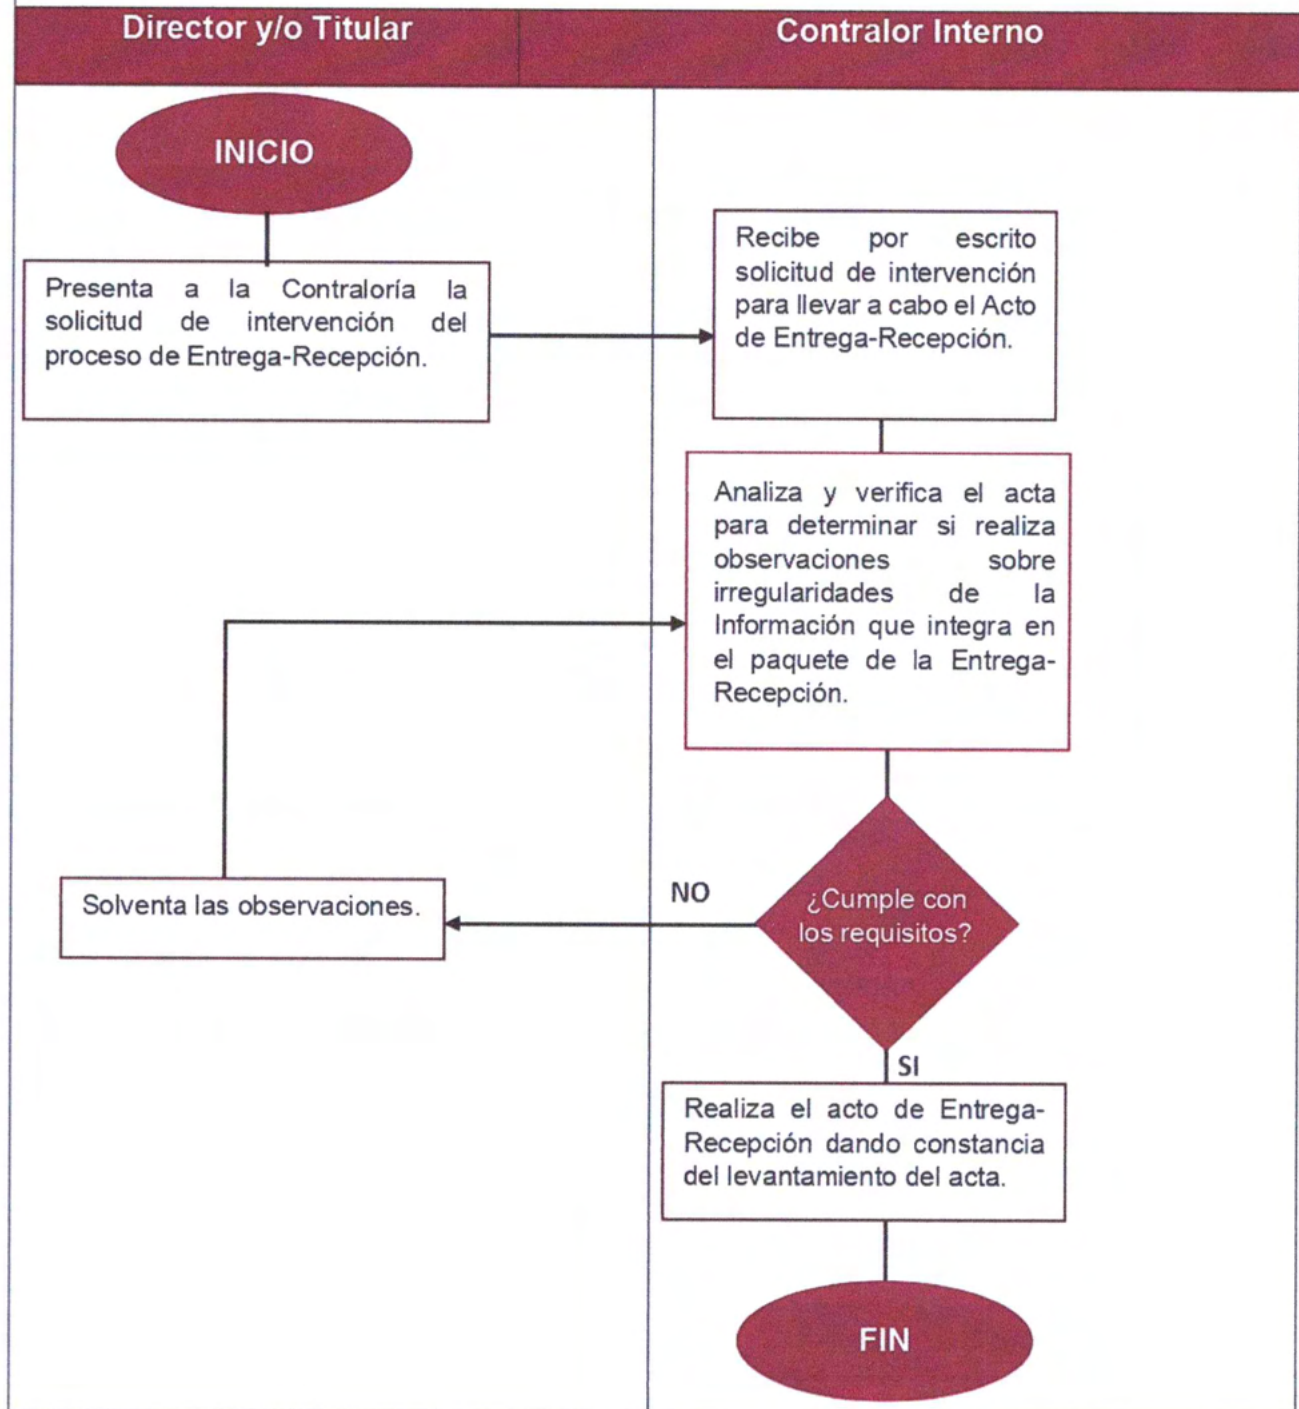 Director y/o Titular
Contralor Interno
INICIO
Presenta a la Contraloría la
solicitud de intervención del
proceso de Entrega-Recepción.
Recibe por escrito
solicitud de intervención
para llevar a cabo el Acto
de Entrega-Recepción.
Analiza y verifica el acta
para determinar si realiza
observaciones sobre
irregularidades de la
Información que integra en
el paquete de la Entrega-
Recepción.
¿Cumple con
los requisitos?
NO
Solventa las observaciones.
SI
Realiza el acto de Entrega-
Recepción dando constancia
del levantamiento del acta.
FIN